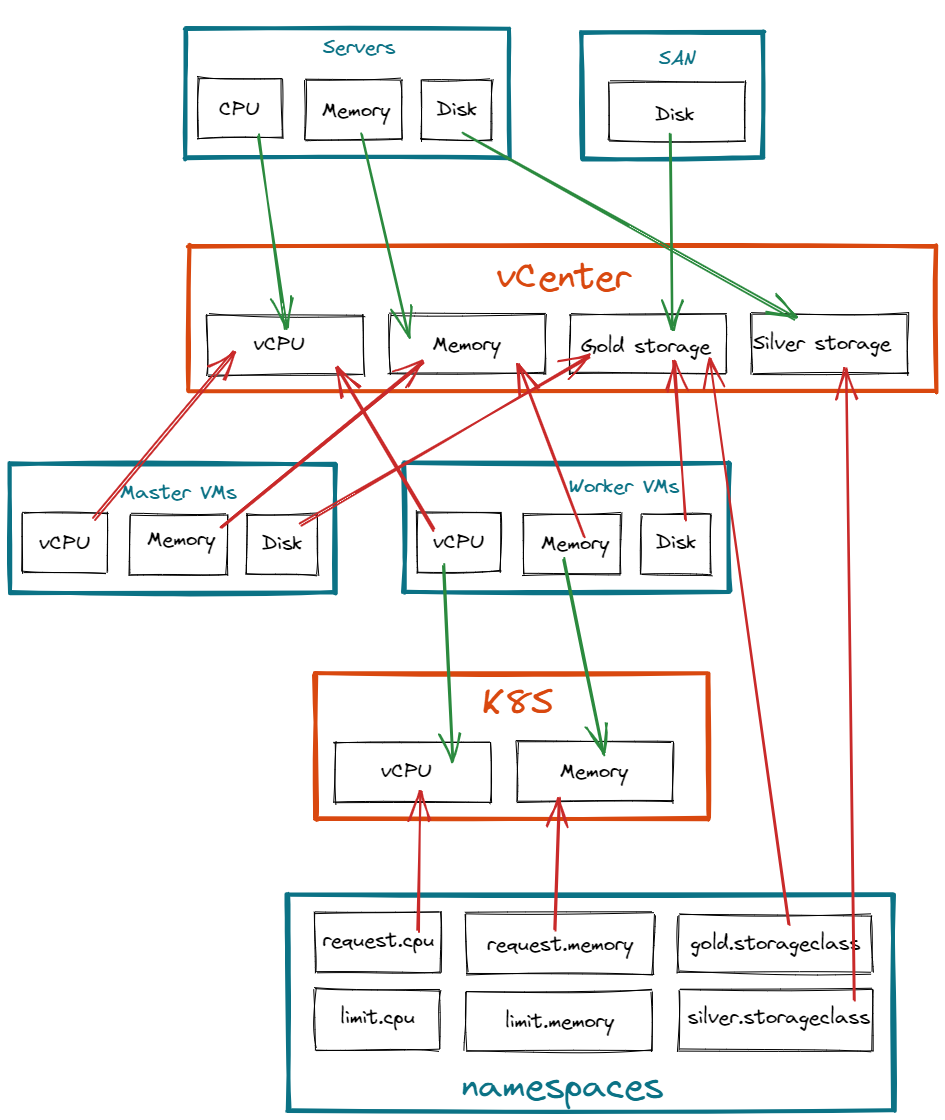 Servers
CPU
Memory
Disk
SAN
Disk
vCenter
vCPU
Memory
Gold storage
Silver storage
Master VMs
vCPU
Memory
Disk
Worker VMs
vCPU
Memory
Disk
K8S
vCPU
Memory
request.cpu
request.memory
gold.storageclass
limit.cpu
limit.memory
silver.storageclass
namespaces